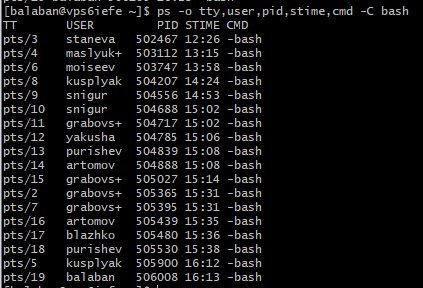 [balaban@vps6iefe ~]$ ps -o tty,user,pid,stime,cmd -C bash
TT       USER         PID STIME CMD
pts/3    staneva   502467 12:26 -bash
pts/4    maslyuk+  503112 13:13 -bash
pts/6    moiseev   503717 13:58 -bash
pts/8    kusplyak  504207 14:24 -bash
pts/9    snigur    504556 14:53 -bash
pts/10   snigur    504688 15:02 -bash
pts/11   grabovs+  504747 15:02 -bash
pts/12   yakusha   504785 15:06 -bash
pts/13   purishev  504839 15:08 -bash
pts/14   artomov   504888 15:08 -bash
pts/15   grabovs+  505027 15:14 -bash
pts/2    grabovs+  505365 15:31 -bash
pts/7    grabovs+  505395 15:31 -bash
pts/16   artomov   505439 15:35 -bash
pts/17   blazhko   505480 15:36 -bash
pts/18   purishev  505530 15:38 -bash
pts/5    kusplyak  505900 16:12 -bash
pts/19   balaban   506008 16:13 -bash